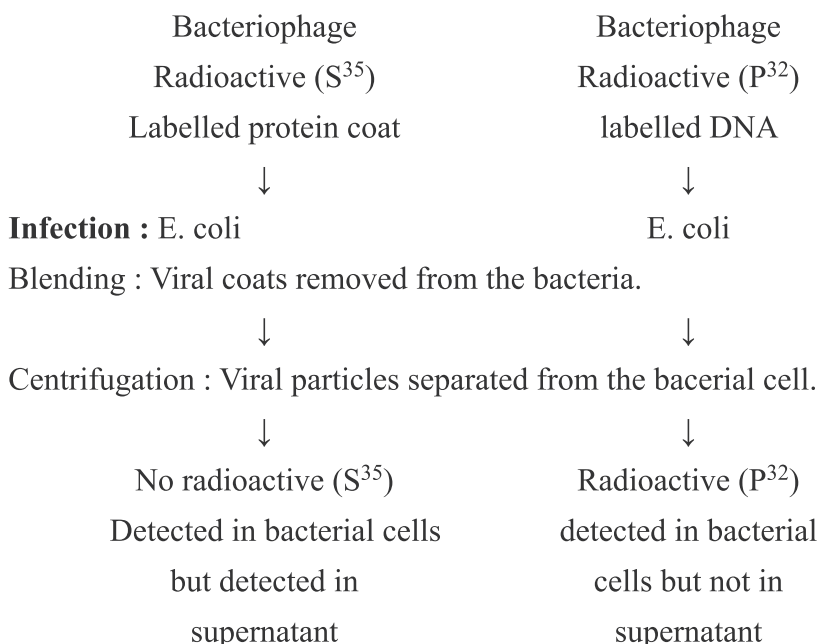 Bacteriophage Bacteriophage
Radioactive (S³⁵) Radioactive (P³²)
Labelled protein coat labelled DNA
↓ ↓
Infection : E. coli E. coli
Blending : Viral coats removed from the bacteria.
↓ ↓
Centrifugation : Viral particles separated from the bacerial cell.
↓ ↓
No radioactive (S³⁵) Radioactive (P³²)
Detected in bacterial cells detected in bacterial
but detected in cells but not in
supernatant supernatant